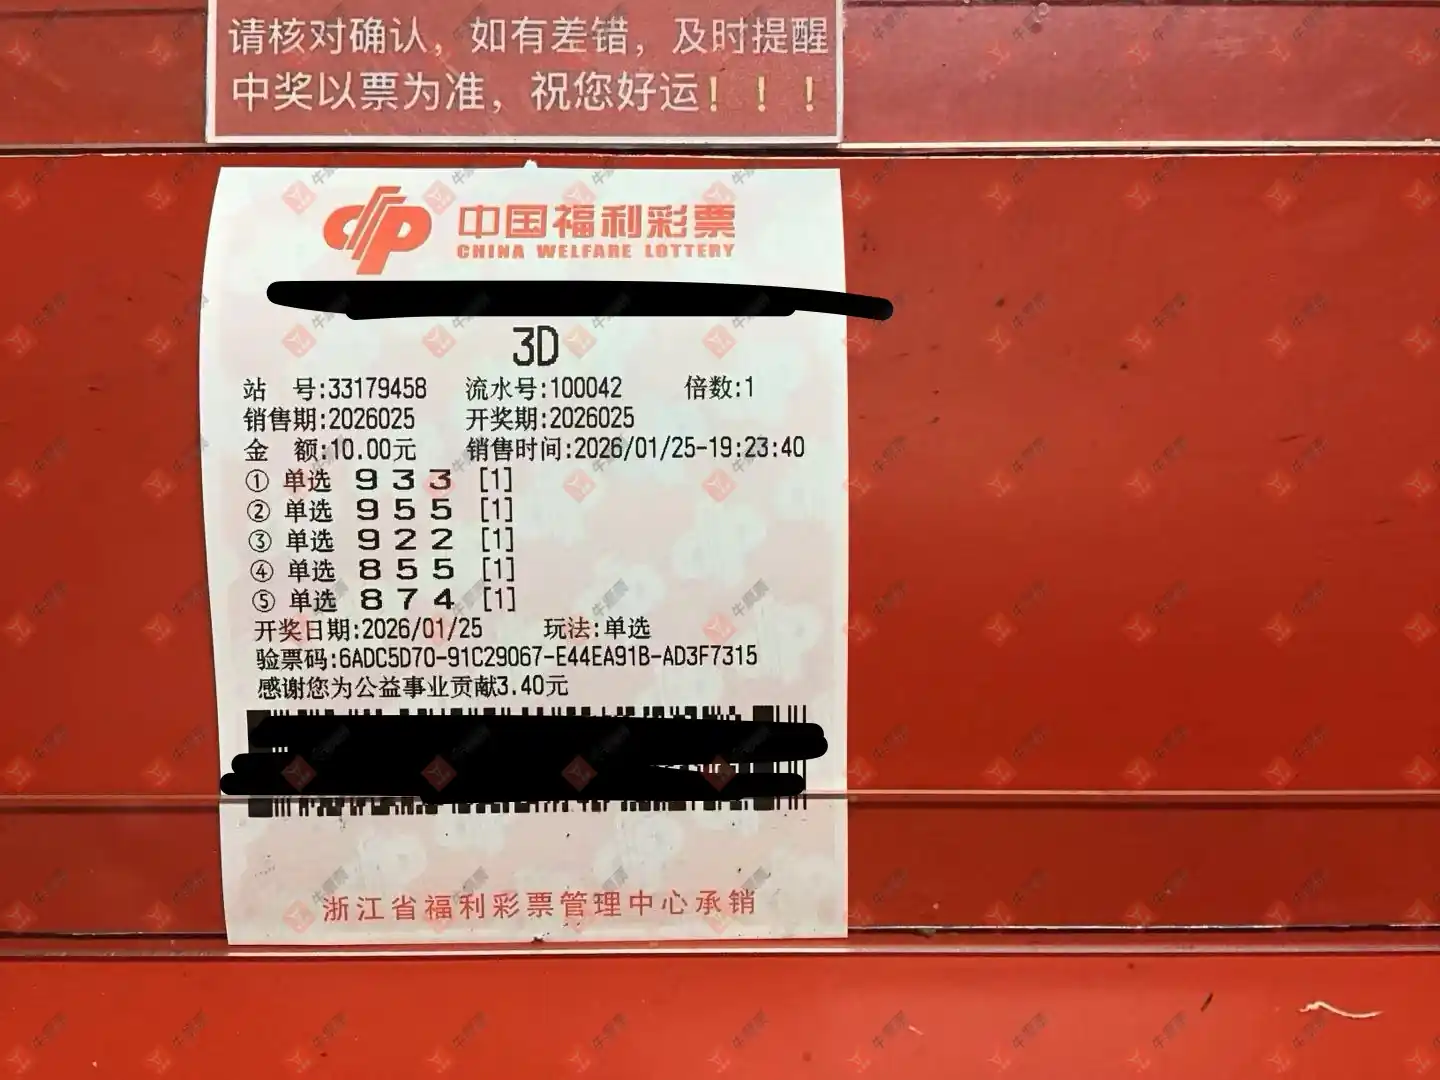 请核对确认，如有差错，及时提醒
中奖以票为准，祝您好运！！！
中国福利彩票
CHINA WELFARE LOTTERY
3D
站 号:33179458 流水号:100042 倍数:1
销售期:2026025 开奖期:2026025
金 额:10.00元 销售时间:2026/01/25-19:23:40
① 单选 9 3 3 [1]
② 单选 9 5 5 [1]
③ 单选 9 2 2 [1]
④ 单选 8 5 5 [1]
⑤ 单选 8 7 4 [1]
开奖日期:2026/01/25 玩法:单选
验票码:6ADC5D70-91C29067-E44EA91B-AD3F7315
感谢您为公益事业贡献3.40元
浙江省福利彩票管理中心承销